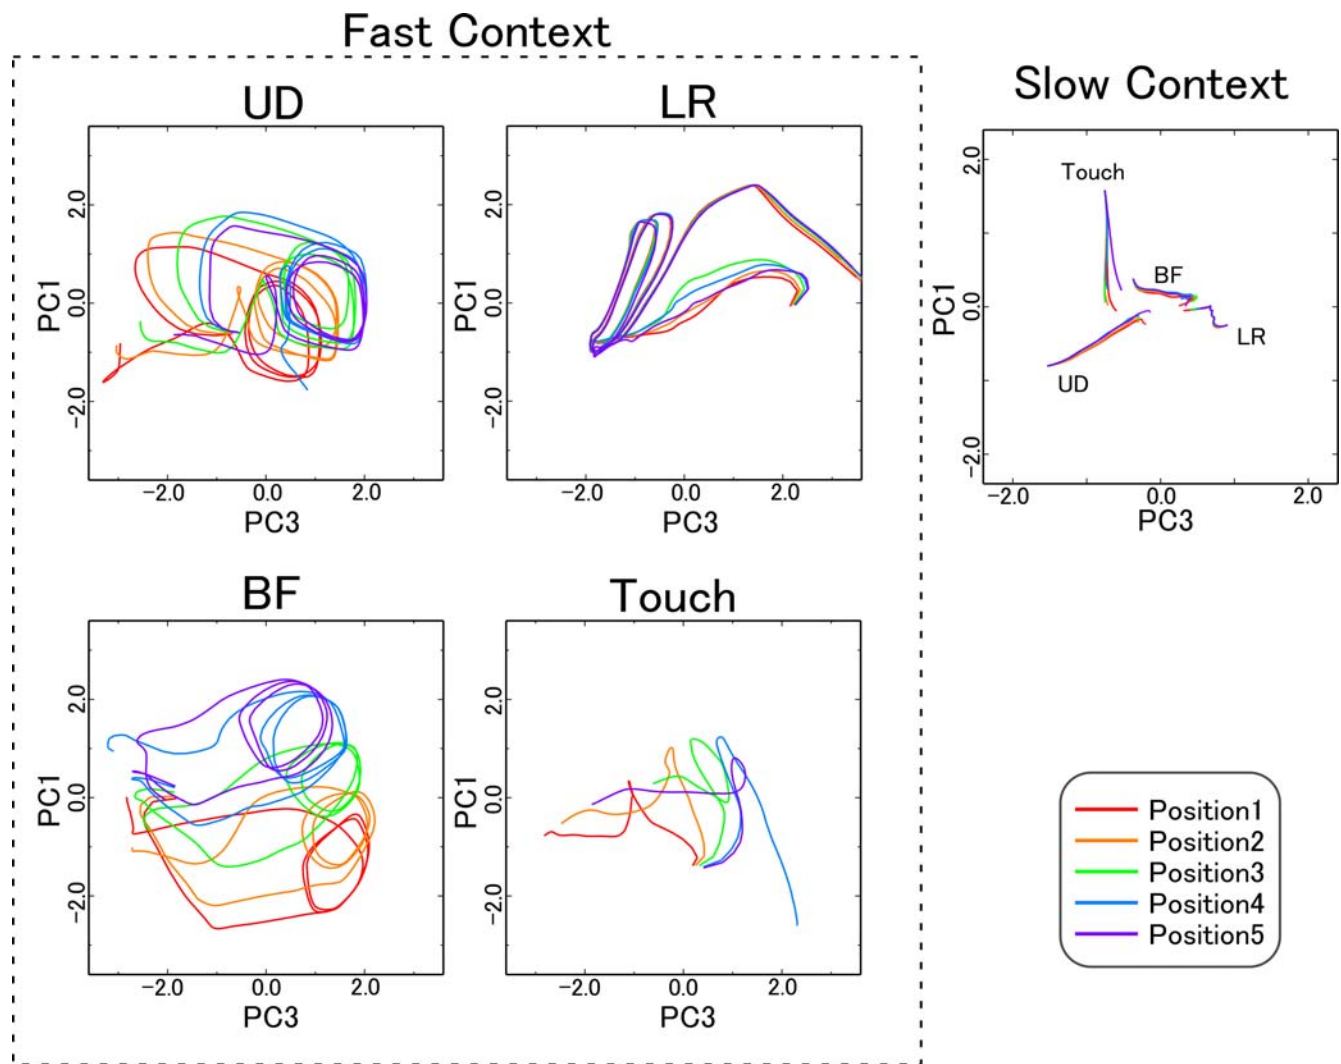 Fast Context
UD
LR
Slow Context
PC1
2.0
0.0
-2.0
-2.0 0.0 2.0
PC3
2.0
0.0
-2.0
-2.0 0.0 2.0
PC3
PC1
2.0
0.0
-2.0
Touch
BF
LR
UD
-2.0 0.0 2.0
PC3
BF
Touch
PC1
2.0
0.0
-2.0
-2.0 0.0 2.0
PC3
PC1
2.0
0.0
-2.0
-2.0 0.0 2.0
PC3
Position1
Position2
Position3
Position4
Position5